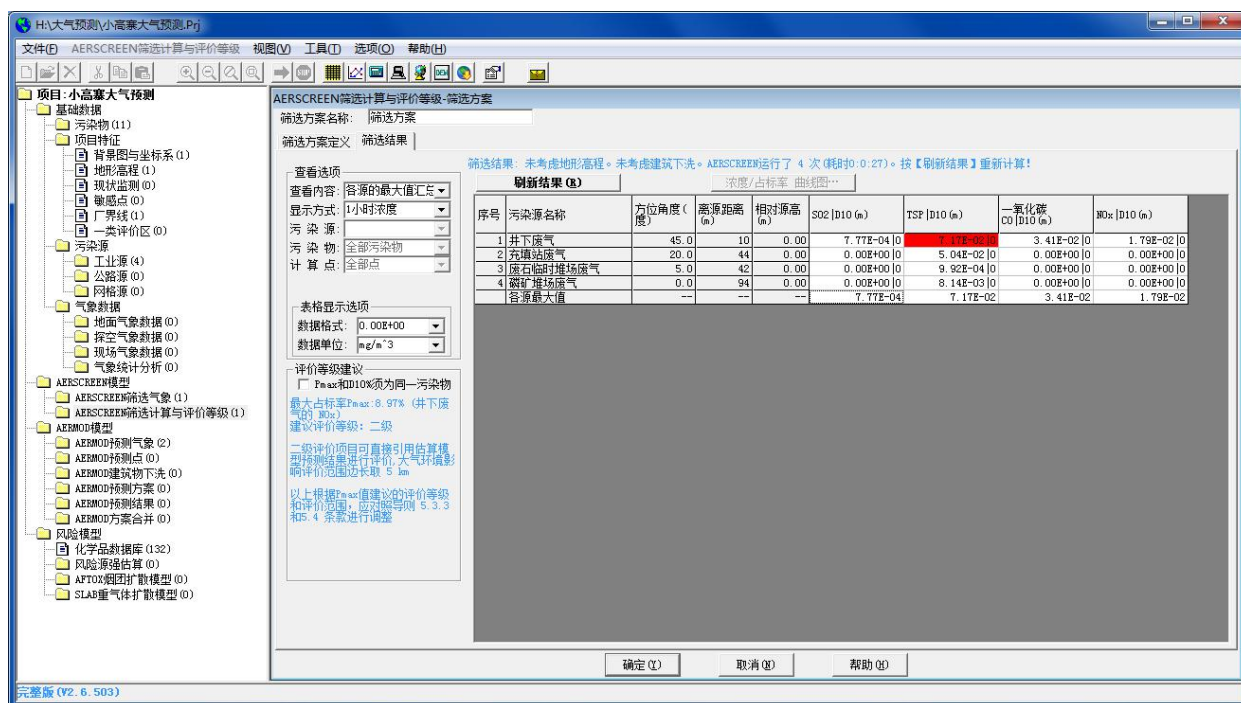 H:\大气预测\小高寨大气预测.Prj
文件(F) AERSCREEN筛选计算与评价等级 视图(V) 工具(T) 选项(O) 帮助(H)
项目:小高寨大气预测
基础数据
污染物(11)
项目特征
背景图与坐标系(1)
地形高程(1)
现状监测(0)
敏感点(0)
厂界线(1)
一类评价区(0)
污染源
工业源(4)
公路源(0)
网格源(0)
气象数据
地面气象数据(0)
探空气象数据(0)
现场气象数据(0)
气象统计分析(0)
AERSCREEN模型
AERSCREEN筛选气象(1)
AERSCREEN筛选计算与评价等级(1)
AERMOD模型
AERMOD预测气象(2)
AERMOD预测点(0)
AERMOD建筑物下洗(0)
AERMOD预测方案(0)
AERMOD预测结果(0)
AERMOD方案合并(0)
风险模型
化学品数据库(132)
风险源强估算(0)
AFTOX烟团扩散模型(0)
SLAB重气体扩散模型(0)
AERSCREEN筛选计算与评价等级-筛选方案
筛选方案名称: 筛选方案
筛选方案定义 筛选结果
查看选项
查看内容: 各源的最大值汇总
显示方式: 1小时浓度
污 染 源:
污 染 物: 全部污染物
计 算 点: 全部点
表格显示选项
数据格式: 0.00E+00
数据单位: mg/m^3
评价等级建议
Pmax和D10%须为同一污染物
最大占标率Pmax:8.97% (井下废
气的 NOx)
建议评价等级: 二级
二级评价项目可直接引用估算模
型预测结果进行评价,大气环境影
响评价范围边长取 5 km
以上根据Pmax值建议的评价等级
和评价范围,应对照导则 5.3.3
和5.4 条款进行调整
筛选结果: 未考虑地形高程。未考虑建筑下洗。AERSCREEN运行了 4 次(耗时0:0:27)。按【刷新结果】重新计算!
刷新结果(R) 浓度/占标率 曲线图…
序号 污染源名称 方位角度(度) 离源距离(m) 相对源高(m) SO2|D10(m) TSP|D10(m) 一氧化碳CO|D10(m) NOx|D10(m)
1 井下废气 45.0 10 0.00 7.77E-04|0 7.17E-02|0 3.41E-02|0 1.79E-02|0
2 充填站废气 20.0 44 0.00 0.00E+00|0 5.04E-02|0 0.00E+00|0 0.00E+00|0
3 废石临时堆场废气 5.0 42 0.00 0.00E+00|0 9.92E-04|0 0.00E+00|0 0.00E+00|0
4 磷矿堆场废气 0.0 94 0.00 0.00E+00|0 8.14E-03|0 0.00E+00|0 0.00E+00|0
各源最大值 -- -- -- 7.77E-04 7.17E-02 3.41E-02 1.79E-02
确定(Y) 取消(N) 帮助(H)
完整版(V2.6.503)